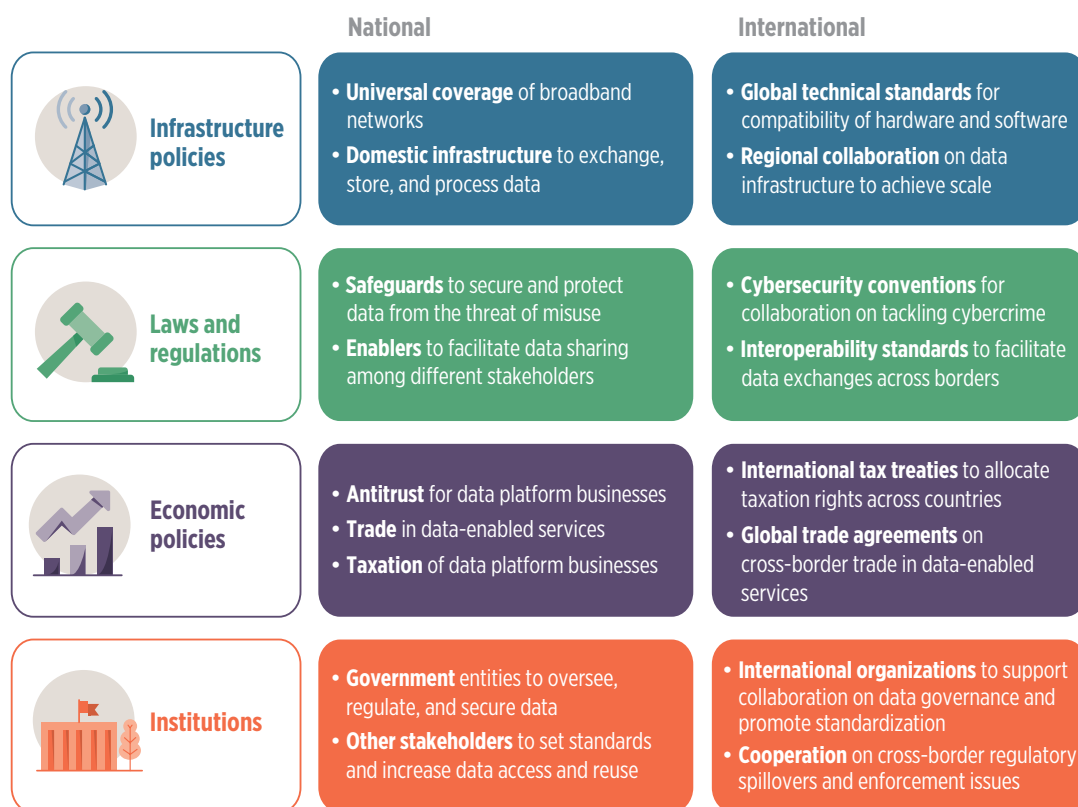 National
International
Infrastructure
policies
• Universal coverage of broadband
networks
• Domestic infrastructure to exchange,
store, and process data
• Global technical standards for
compatibility of hardware and software
• Regional collaboration on data
infrastructure to achieve scale
Laws and
regulations
• Safeguards to secure and protect
data from the threat of misuse
• Enablers to facilitate data sharing
among different stakeholders
• Cybersecurity conventions for
collaboration on tackling cybercrime
• Interoperability standards to facilitate
data exchanges across borders
Economic
policies
• Antitrust for data platform businesses
• Trade in data-enabled services
• Taxation of data platform businesses
• International tax treaties to allocate
taxation rights across countries
• Global trade agreements on
cross-border trade in data-enabled
services
Institutions
• Government entities to oversee,
regulate, and secure data
• Other stakeholders to set standards
and increase data access and reuse
• International organizations to support
collaboration on data governance and
promote standardization
• Cooperation on cross-border regulatory
spillovers and enforcement issues